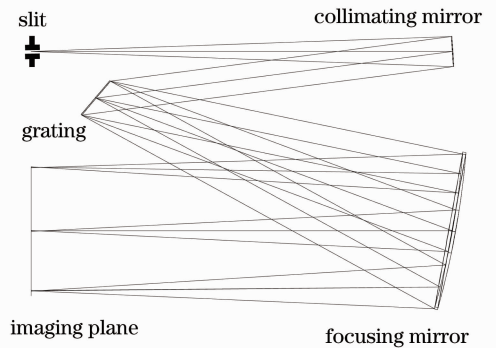 slit
collimating mirror
grating
imaging plane
focusing mirror